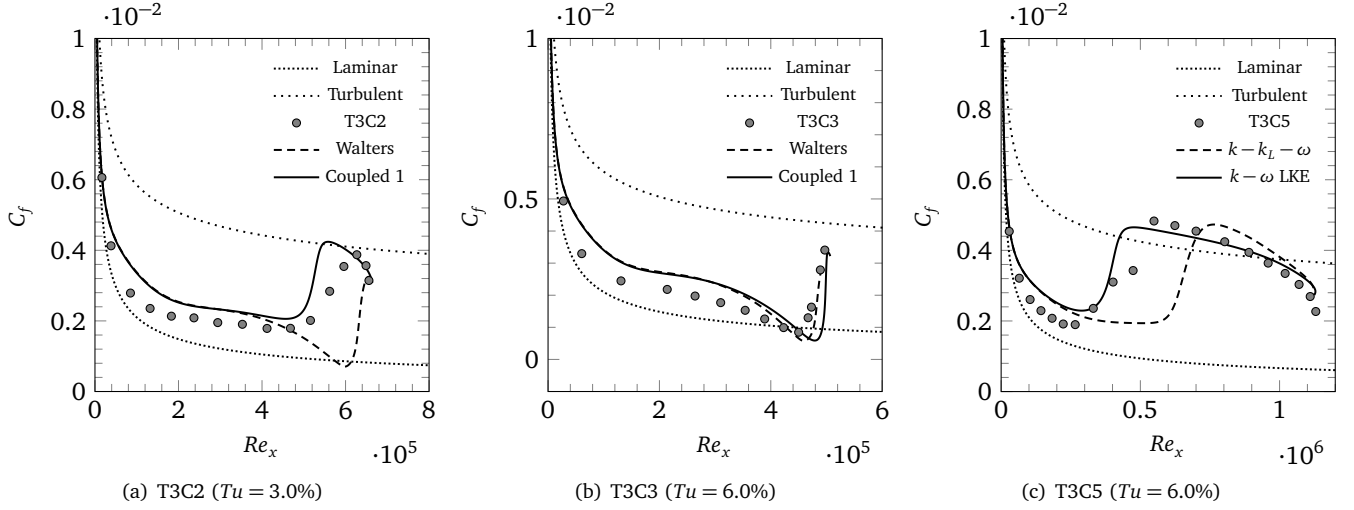 ·10⁻²
1
0.8
0.6
0.4
0.2
0
C_f
0 2 4 6 8
Re_x
·10⁵
Laminar
Turbulent
T3C2
Walters
Coupled 1
(a) T3C2 (Tu = 3.0%)
·10⁻²
1
0.5
0
C_f
0 2 4 6
Re_x
·10⁵
Laminar
Turbulent
T3C3
Walters
Coupled 1
(b) T3C3 (Tu = 6.0%)
·10⁻²
1
0.8
0.6
0.4
0.2
0
C_f
0 0.5 1
Re_x
·10⁶
Laminar
Turbulent
T3C5
k − k_L − ω
k − ω LKE
(c) T3C5 (Tu = 6.0%)